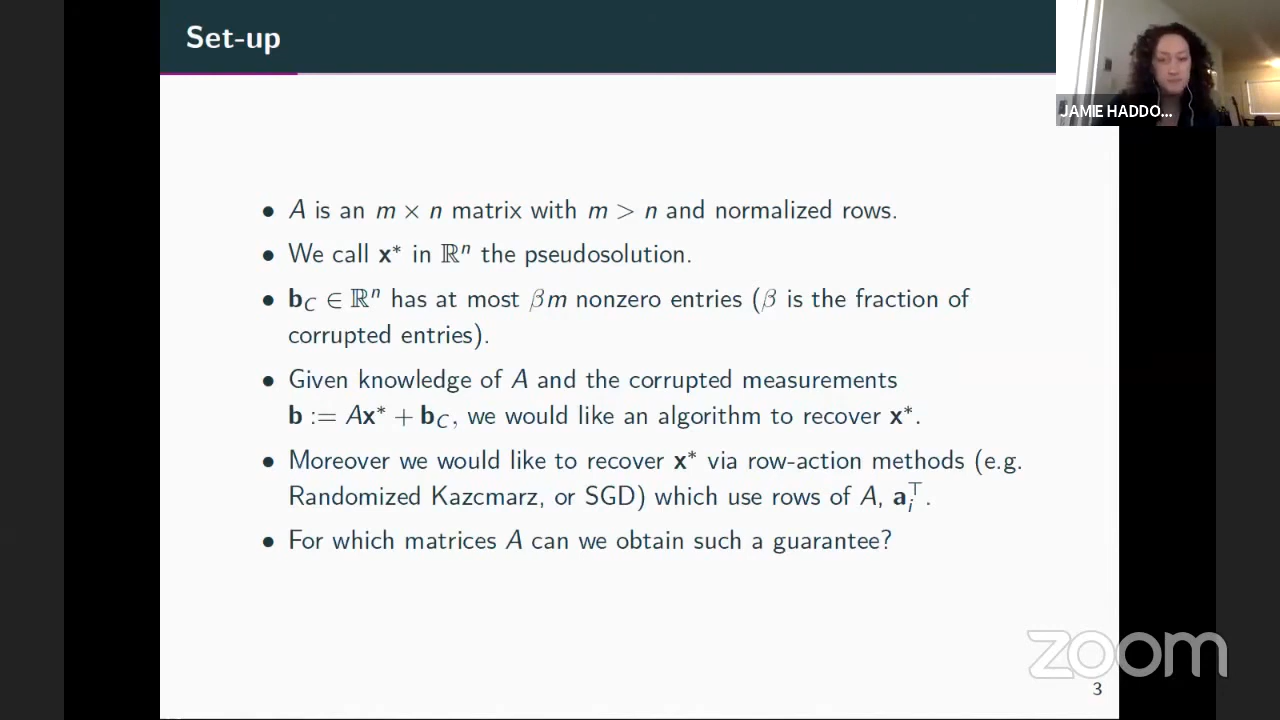 Set-up
JAMIE HADDO...
• A is an m × n matrix with m > n and normalized rows.
• We call x* in ℝⁿ the pseudosolution.
• b_C ∈ ℝⁿ has at most βm nonzero entries (β is the fraction of
corrupted entries).
• Given knowledge of A and the corrupted measurements
b := Ax* + b_C, we would like an algorithm to recover x*.
• Moreover we would like to recover x* via row-action methods (e.g.
Randomized Kazcmarz, or SGD) which use rows of A, a_i^⊤.
• For which matrices A can we obtain such a guarantee?
zoom
3